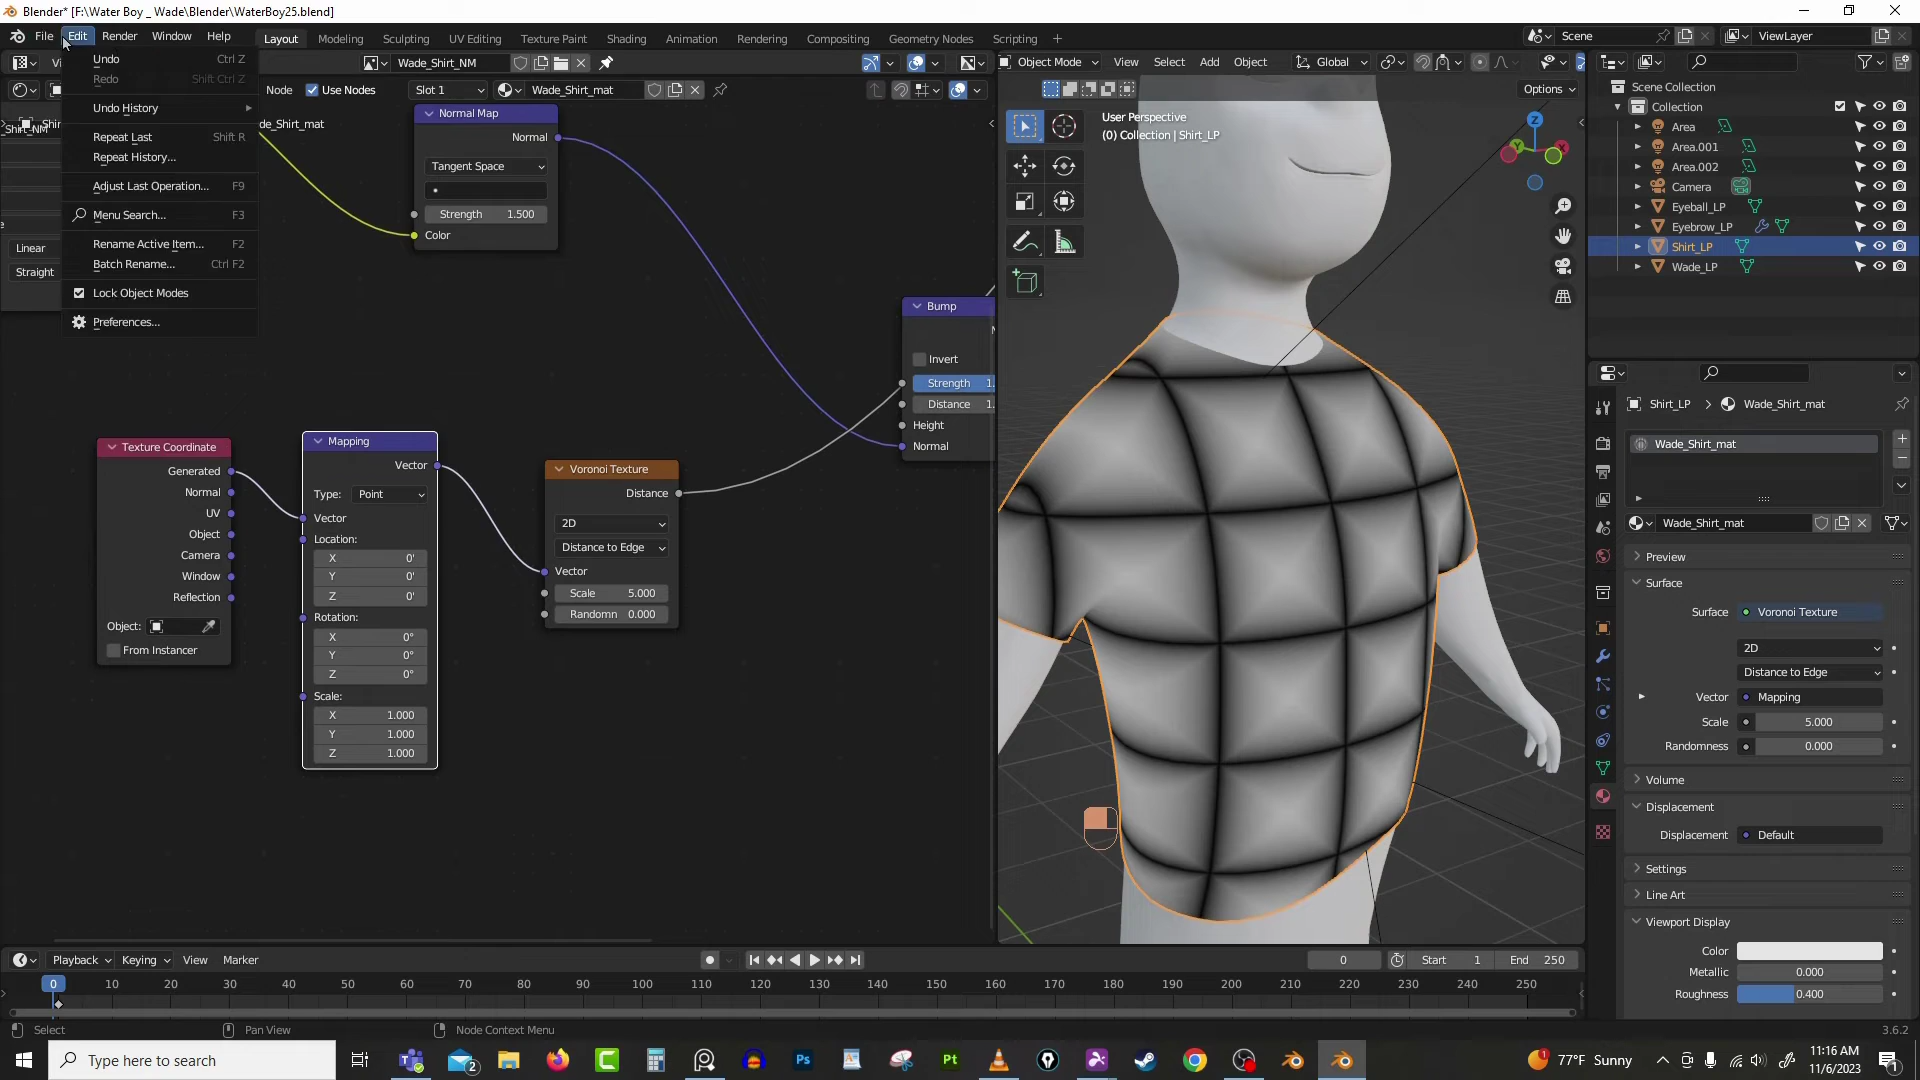 Blender* [F:\Water Boy _ Wade\Blender\WaterBoy25.blend]
File Edit Render Window Help Layout Modeling Sculpting UV Editing Texture Paint Shading Animation Rendering Compositing Geometry Nodes Scripting + Scene ViewLayer
Wade_Shirt_NM Object Mode View Select Add Object Global
Node Use Nodes Slot 1 Wade_Shirt_mat Options
Undo Ctrl Z
Redo Shift Ctrl Z
Undo History
Repeat Last Shift R
Repeat History...
Adjust Last Operation... F9
Menu Search... F3
Rename Active Item... F2
Batch Rename... Ctrl F2
Lock Object Modes
Preferences...
Linear
Straight
de_Shirt_mat
Normal Map
Normal
Tangent Space
Strength 1.500
Color
Bump
Invert
Strength 1.
Distance 1.
Height
Normal
Texture Coordinate
Generated
Normal
UV
Object
Camera
Window
Reflection
Object:
From Instancer
Mapping
Vector
Type: Point
Vector
Location:
X 0'
Y 0'
Z 0'
Rotation:
X 0°
Y 0°
Z 0°
Scale:
X 1.000
Y 1.000
Z 1.000
Voronoi Texture
Distance
2D
Distance to Edge
Vector
Scale 5.000
Randomn 0.000
User Perspective
(0) Collection | Shirt_LP
Scene Collection
Collection
Area
Area.001
Area.002
Camera
Eyeball_LP
Eyebrow_LP
Shirt_LP
Wade_LP
Shirt_LP > Wade_Shirt_mat
Wade_Shirt_mat
Wade_Shirt_mat
Preview
Surface
Surface Voronoi Texture
2D
Distance to Edge
Vector Mapping
Scale 5.000
Randomness 0.000
Volume
Displacement
Displacement Default
Settings
Line Art
Viewport Display
Color
Metallic 0.000
Roughness 0.400
Playback Keying View Marker 0 Start 1 End 250
0 10 20 30 40 50 60 70 80 90 100 110 120 130 140 150 160 170 180 190 200 210 220 230 240 250
Select Pan View Node Context Menu 3.6.2
Type here to search 2 Ps Pt 77°F Sunny 11:16 AM
11/6/2023 1